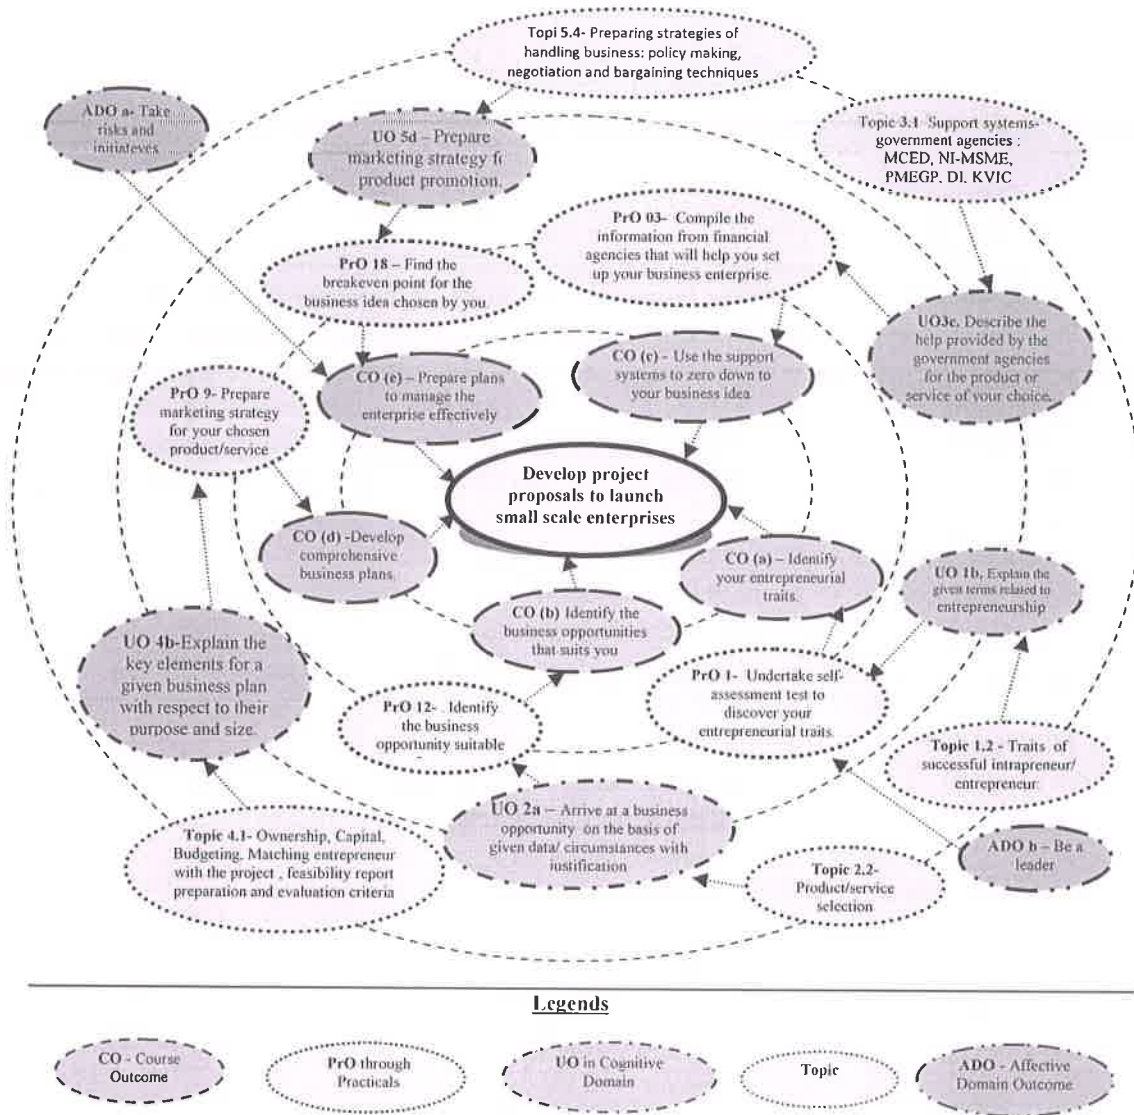 Topi 5.4- Preparing strategies of
handling business: policy making,
negotiation and bargaining techniques
ADO a- Take
risks and
initiateves
UO 5d – Prepare
marketing strategy fc
product promotion.
Topic 3.1 Support systems-
government agencies :
MCED, NI-MSME,
PMEGP, DI, KVIC
PrO 03- Compile the
information from financial
agencies that will help you set
up your business enterprise.
PrO 18 – Find the
breakeven point for the
business idea chosen by you
UO3c. Describe the
help provided by the
government agencies
for the product or
service of your choice.
CO (e) – Prepare plans
to manage the
enterprise effectively
CO (c) - Use the support
systems to zero down to
your business idea
PrO 9- Prepare
marketing strategy
for your chosen
product/service
Develop project
proposals to launch
small scale enterprises
CO (d) -Develop
comprehensive
business plans.
CO (a) – Identify
your entrepreneurial
traits.
UO 1b, Explain the
given terms related to
entrepreneurship
CO (b) Identify the
business opportunities
that suits you
UO 4b-Explain the
key elements for a
given business plan
with respect to their
purpose and size.
PrO 1- Undertake self-
assessment test to
discover your
entrepreneurial traits.
PrO 12- . Identify
the business
opportunity suitable
Topic 1.2 - Traits of
successful intrapreneur/
entrepreneur.
UO 2a – Arrive at a business
opportunity on the basis of
given data/ circumstances with
justification
Topic 4.1- Ownership, Capital,
Budgeting, Matching entrepreneur
with the project , feasibility report
preparation and evaluation criteria
ADO b – Be a
leader
Topic 2.2-
Product/service
selection
Legends
CO - Course
Outcome
PrO through
Practicals
UO in Cognitive
Domain
Topic
ADO - Affective
Domain Outcome